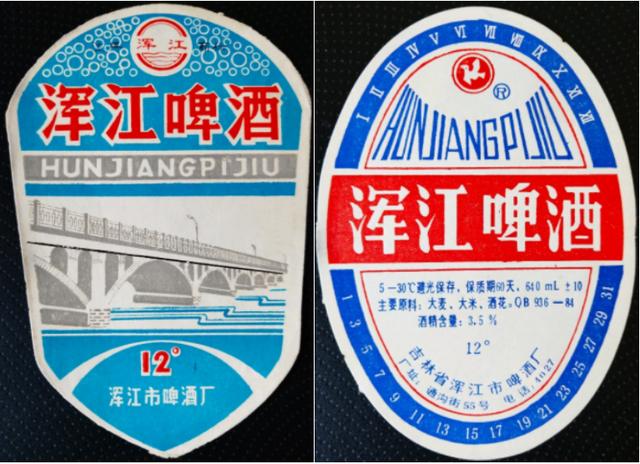 浑江
浑江啤酒
HUNJIANGPIJIU
12°
浑江市啤酒厂
I II III IV V VI VII VIII IX X XI XII
®
HUNJIANGPIJIU
浑江啤酒
5—30℃避光保存，保质期60天，640 mL ±10
主要原料：大麦、大米、酒花。QB 936—84
酒精含量：3.5%
12°
吉林省浑江市啤酒厂
厂址：通沟街55号 电话：4027
1 3 5 7 9 11 13 15 17 19 21 23 25 27 29 31